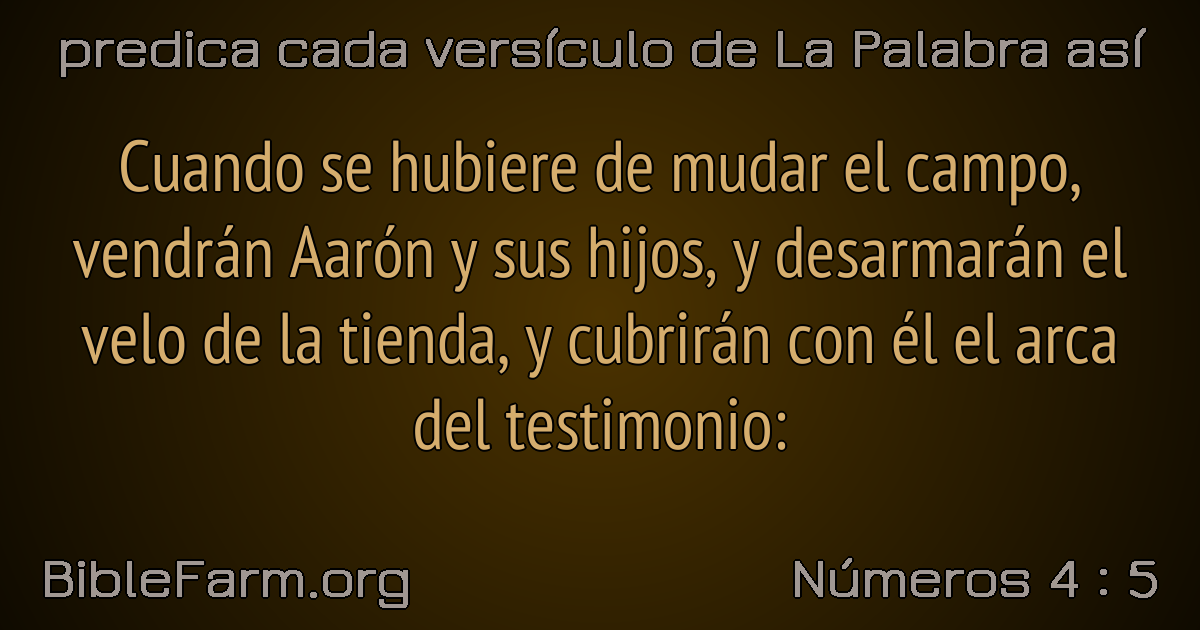 predica cada versículo de La Palabra así
Cuando se hubiere de mudar el campo,
vendrán Aarón y sus hijos, y desarmarán el
velo de la tienda, y cubrirán con él el arca
del testimonio:
BibleFarm.org
Números 4 : 5